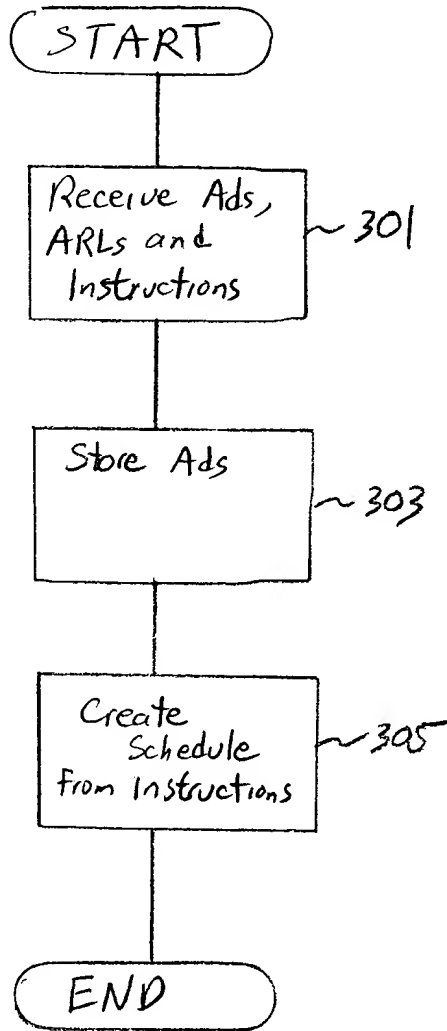 START
Receive Ads,
ARLs and
Instructions
~ 301
Store Ads
~ 303
Create
Schedule
from Instructions
~ 305
END